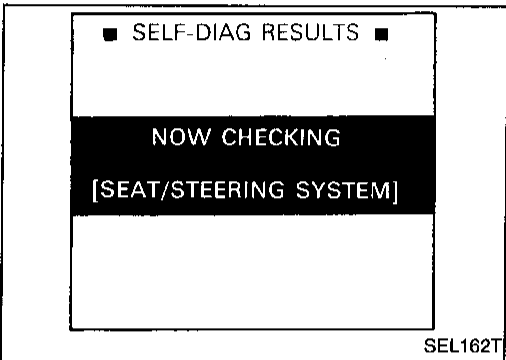 ■ SELF-DIAG RESULTS ■
NOW CHECKING
[SEAT/STEERING SYSTEM]
SEL162T